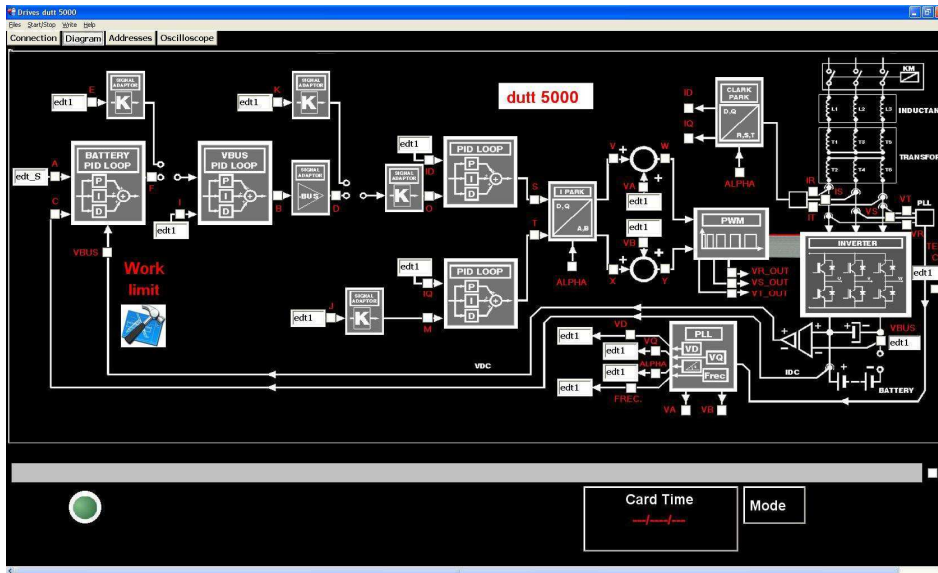 Drives dutt 5000
Files Start/Stop Write Help
Connection Diagram Addresses Oscilloscope
E
edt1
SIGNAL ADAPTOR
K
K
edt1
SIGNAL ADAPTOR
K
dutt 5000
ID
IQ
CLARK PARK
D,Q
R,S,T
ALPHA
KM
L1 L2 L3
INDUCTAN
T1 T3 T5
TRANSFOR
T2 T4 T6
A
edt_S
C
BATTERY PID LOOP
P
I
D
F
VBUS
I
edt1
VBUS PID LOOP
P
I
D
B
SIGNAL ADAPTOR
BUS
D
edt1
ID
SIGNAL ADAPTOR
K
O
PID LOOP
P
I
D
S
T
I PARK
D,Q
A,B
ALPHA
V
W
VA
edt1
edt1
VB
X
Y
PWM
VR_OUT
VS_OUT
VT_OUT
IR
IS
IT
VS
VT
VR
PLL
INVERTER
TE
C
edt1
Work limit
edt1
J
SIGNAL ADAPTOR
K
M
edt1
IQ
PID LOOP
P
I
D
VDC
VD
edt1
VQ
edt1
ALPHA
edt1
edt1
FREC.
PLL
VD
VQ
Frec
VA
VB
IDC
VBUS
edt1
BATTERY
Card Time
---/----/---
Mode